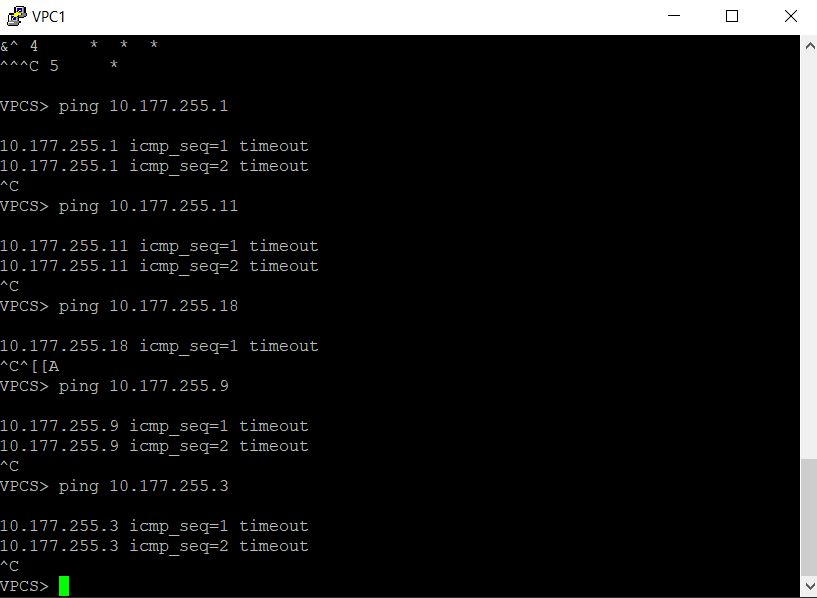 VPC1
&^ 4     *  *  *
^^^C 5     *
VPCS> ping 10.177.255.1
10.177.255.1 icmp_seq=1 timeout
10.177.255.1 icmp_seq=2 timeout
^C
VPCS> ping 10.177.255.11
10.177.255.11 icmp_seq=1 timeout
10.177.255.11 icmp_seq=2 timeout
^C
VPCS> ping 10.177.255.18
10.177.255.18 icmp_seq=1 timeout
^C^[[A
VPCS> ping 10.177.255.9
10.177.255.9 icmp_seq=1 timeout
10.177.255.9 icmp_seq=2 timeout
^C
VPCS> ping 10.177.255.3
10.177.255.3 icmp_seq=1 timeout
10.177.255.3 icmp_seq=2 timeout
^C
VPCS>